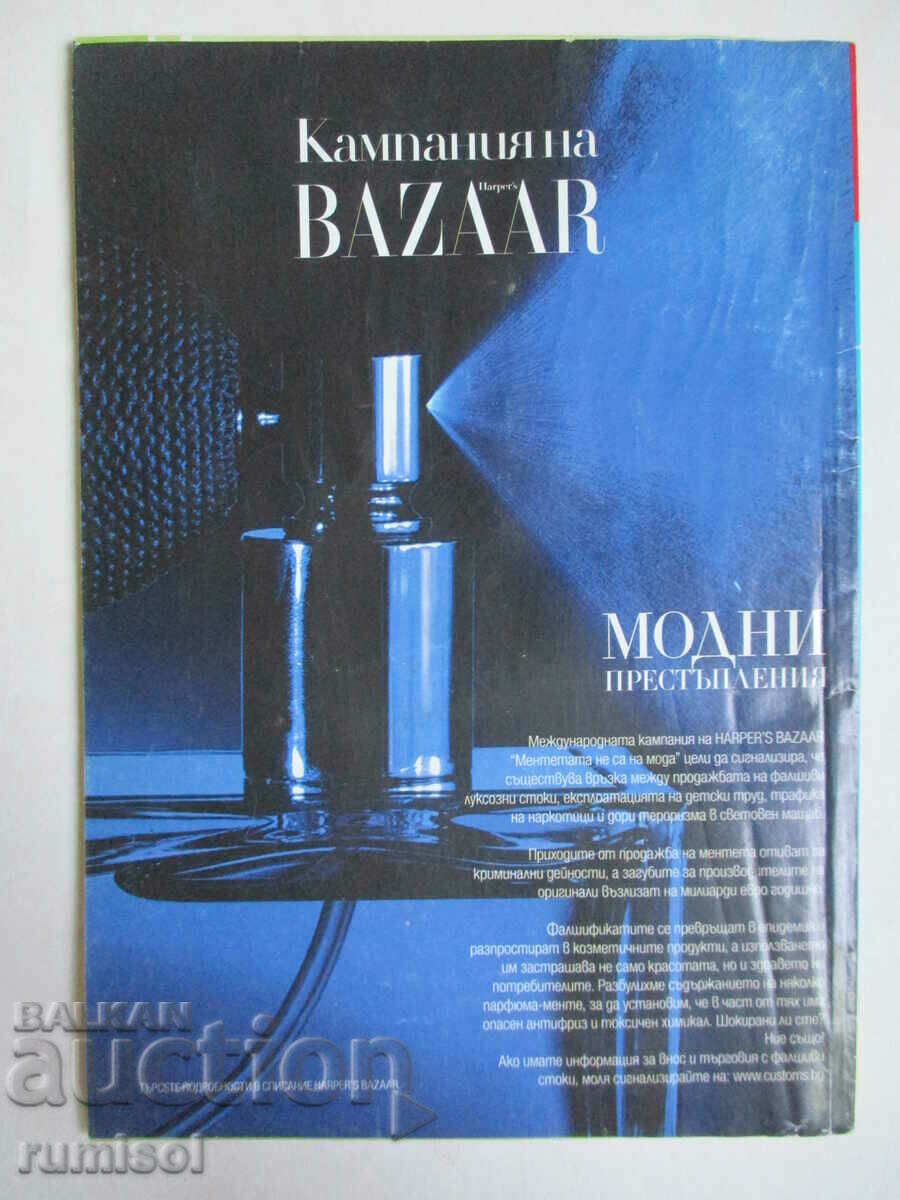 Кампания на
Harper's
BAZAAR
МОДНИ
ПРЕСТЪПЛЕНИЯ
Международната кампания на HARPER'S BAZAAR
"Ментетата не са на мода" цели да сигнализира, че
съществува връзка между продажбата на фалшиви
луксозни стоки, експлоатацията на детски труд, трафика
на наркотици и дори тероризма в световен мащаб.
Приходите от продажба на ментета отиват за
криминални дейности, а загубите за производителите на
оригинали възлизат на милиарди евро годишно.
Фалшификатите се превръщат в епидемия и
разпростират в козметичните продукти, а използването
им застрашава не само красотата, но и здравето на
потребителите. Разбулихме съдържанието на няколко
парфюма-менте, за да установим, че в част от тях има
опасен антифриз и токсичен химикал. Шокирани ли сте?
Ние също!
Ако имате информация за внос и търговия с фалшиви
стоки, моля сигнализирайте на: www.customs.bg
ТЪРСЕТЕ ПОДРОБНОСТИ В СПИСАНИЕ HARPER'S BAZAAR
BALKAN
auction
rumisol